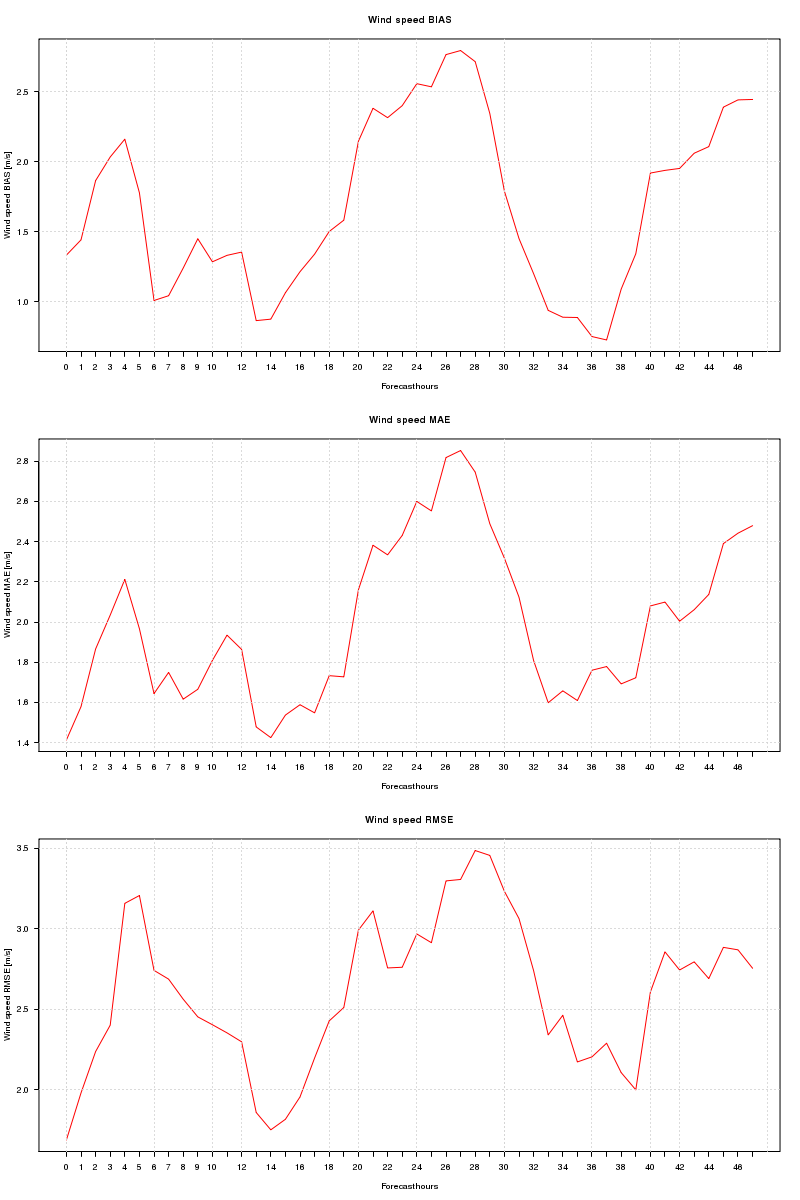 Wind speed BIAS
Wind speed BIAS [m/s]
2.5
2.0
1.5
1.0
0 1 2 3 4 5 6 7 8 9 10 12 14 16 18 20 22 24 26 28 30 32 34 36 38 40 42 44 46
Forecasthours
Wind speed MAE
Wind speed MAE [m/s]
2.8
2.6
2.4
2.2
2.0
1.8
1.6
1.4
0 1 2 3 4 5 6 7 8 9 10 12 14 16 18 20 22 24 26 28 30 32 34 36 38 40 42 44 46
Forecasthours
Wind speed RMSE
Wind speed RMSE [m/s]
3.5
3.0
2.5
2.0
0 1 2 3 4 5 6 7 8 9 10 12 14 16 18 20 22 24 26 28 30 32 34 36 38 40 42 44 46
Forecasthours